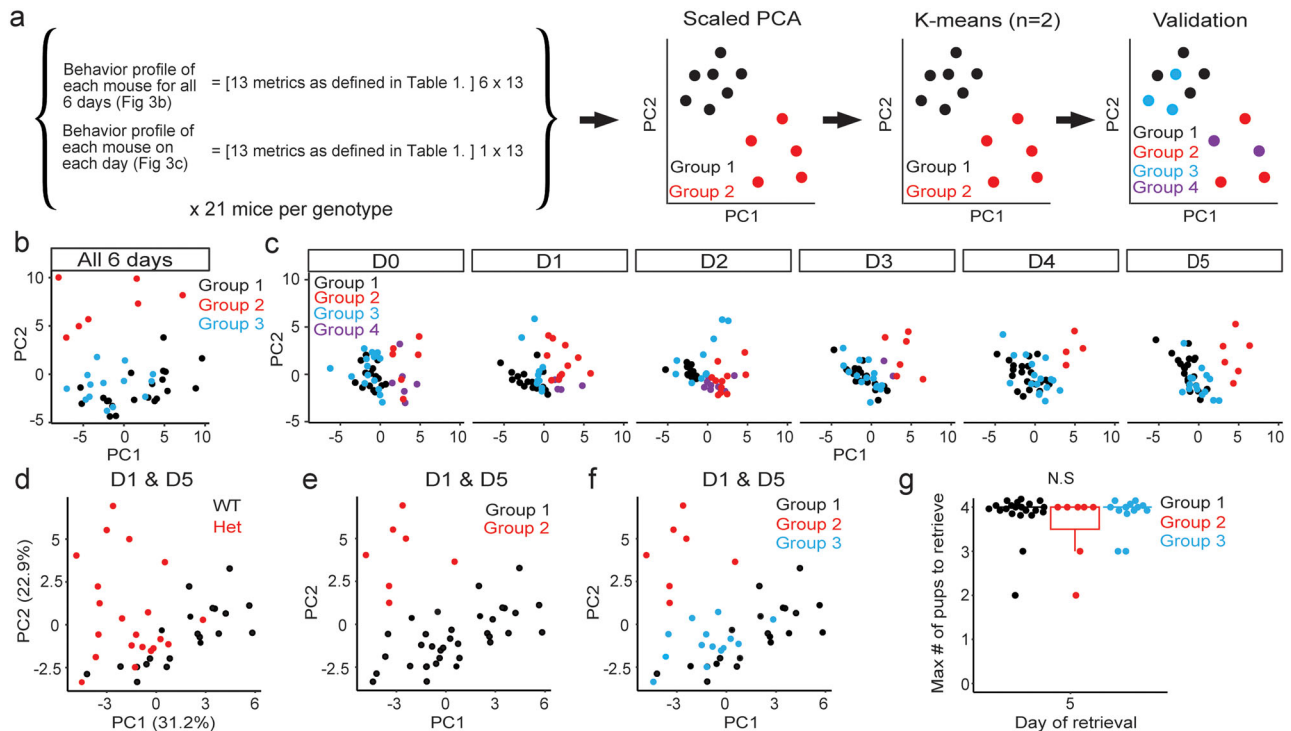 a
Behavior profile of
each mouse for all
6 days (Fig 3b)
= [13 metrics as defined in Table 1. ] 6 x 13
Behavior profile of
each mouse on
each day (Fig 3c)
= [13 metrics as defined in Table 1. ] 1 x 13
x 21 mice per genotype
Scaled PCA
PC2
Group 1
Group 2
PC1
K-means (n=2)
PC2
Group 1
Group 2
PC1
Validation
PC2
Group 1
Group 2
Group 3
Group 4
PC1
b
All 6 days
Group 1
Group 2
Group 3
PC2
10
5
0
-5
-5 0 5 10
PC1
c
D0 D1 D2 D3 D4 D5
Group 1
Group 2
Group 3
Group 4
PC2
10
5
0
-5
-5 0 5 10 -5 0 5 10 -5 0 5 10 -5 0 5 10 -5 0 5 10 -5 0 5 10
PC1
d
D1 & D5
WT
Het
PC2 (22.9%)
5
2.5
0
-2.5
-3 0 3 6
PC1 (31.2%)
e
D1 & D5
Group 1
Group 2
PC2
5
2.5
0
-2.5
-3 0 3 6
PC1
f
D1 & D5
Group 1
Group 2
Group 3
PC2
5
2.5
0
-2.5
-3 0 3 6
PC1
g
N.S
Group 1
Group 2
Group 3
Max # of pups to retrieve
4
3
2
1
0
5
Day of retrieval